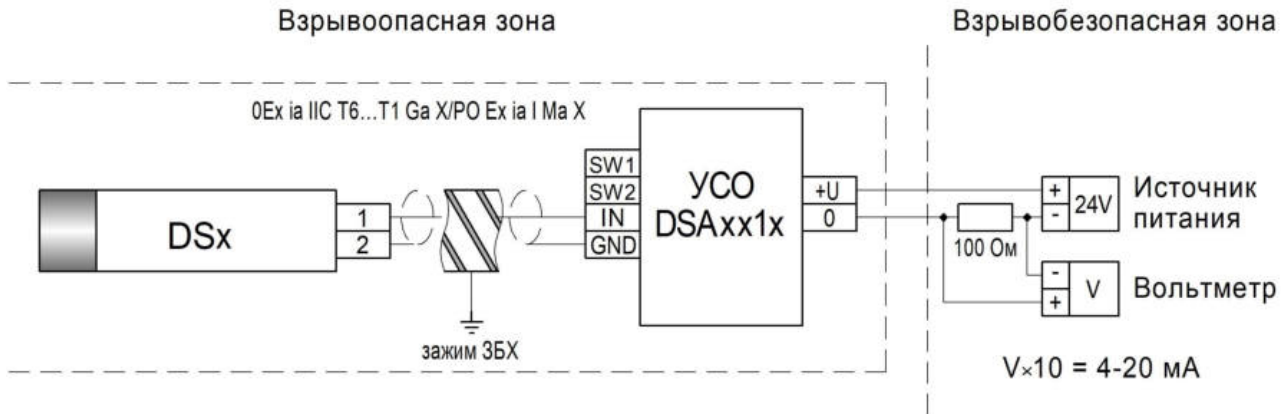 Взрывоопасная зона
Взрывобезопасная зона
0Ex ia IIC T6...T1 Ga X/PO Ex ia I Ma X
DSx
1
2
зажим ЗБХ
SW1
SW2
IN
GND
УСО
DSAxx1x
+U
0
100 Ом
+
-
24V
Источник
питания
-
+
V
Вольтметр
V×10 = 4-20 мА